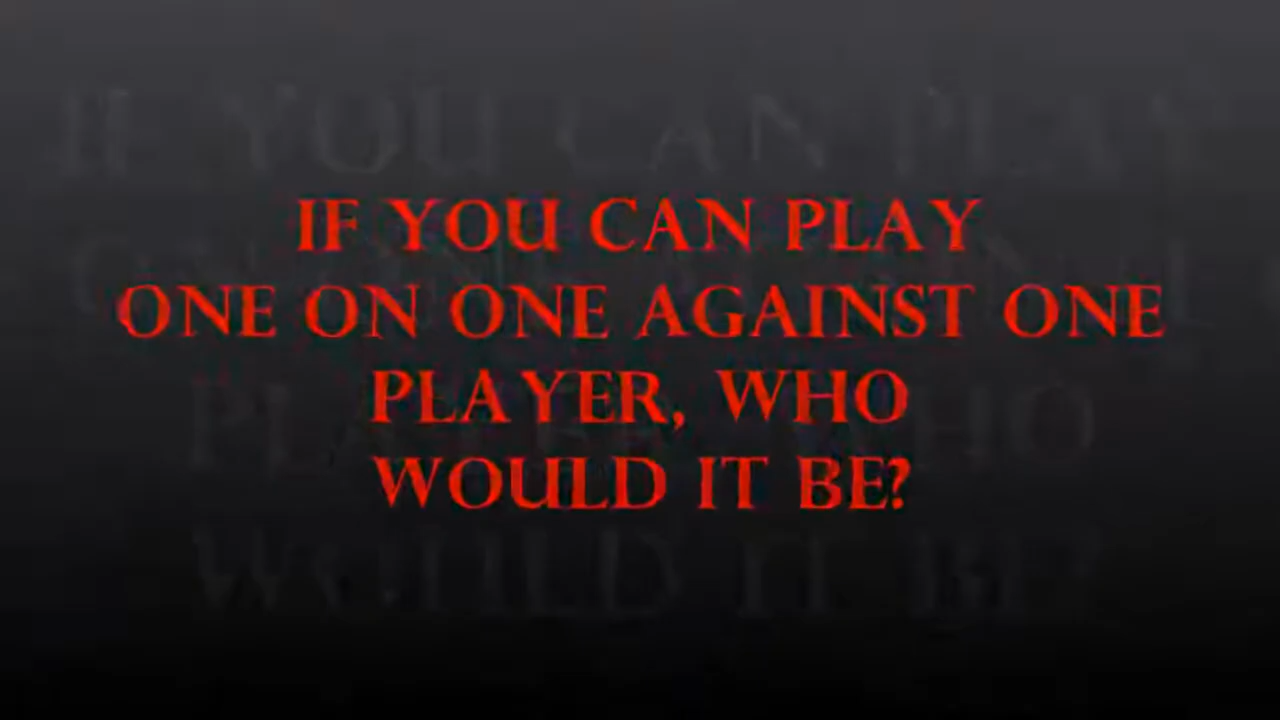 IF YOU CAN PLAY
ONE ON ONE AGAINST ONE
PLAYER, WHO
WOULD IT BE?